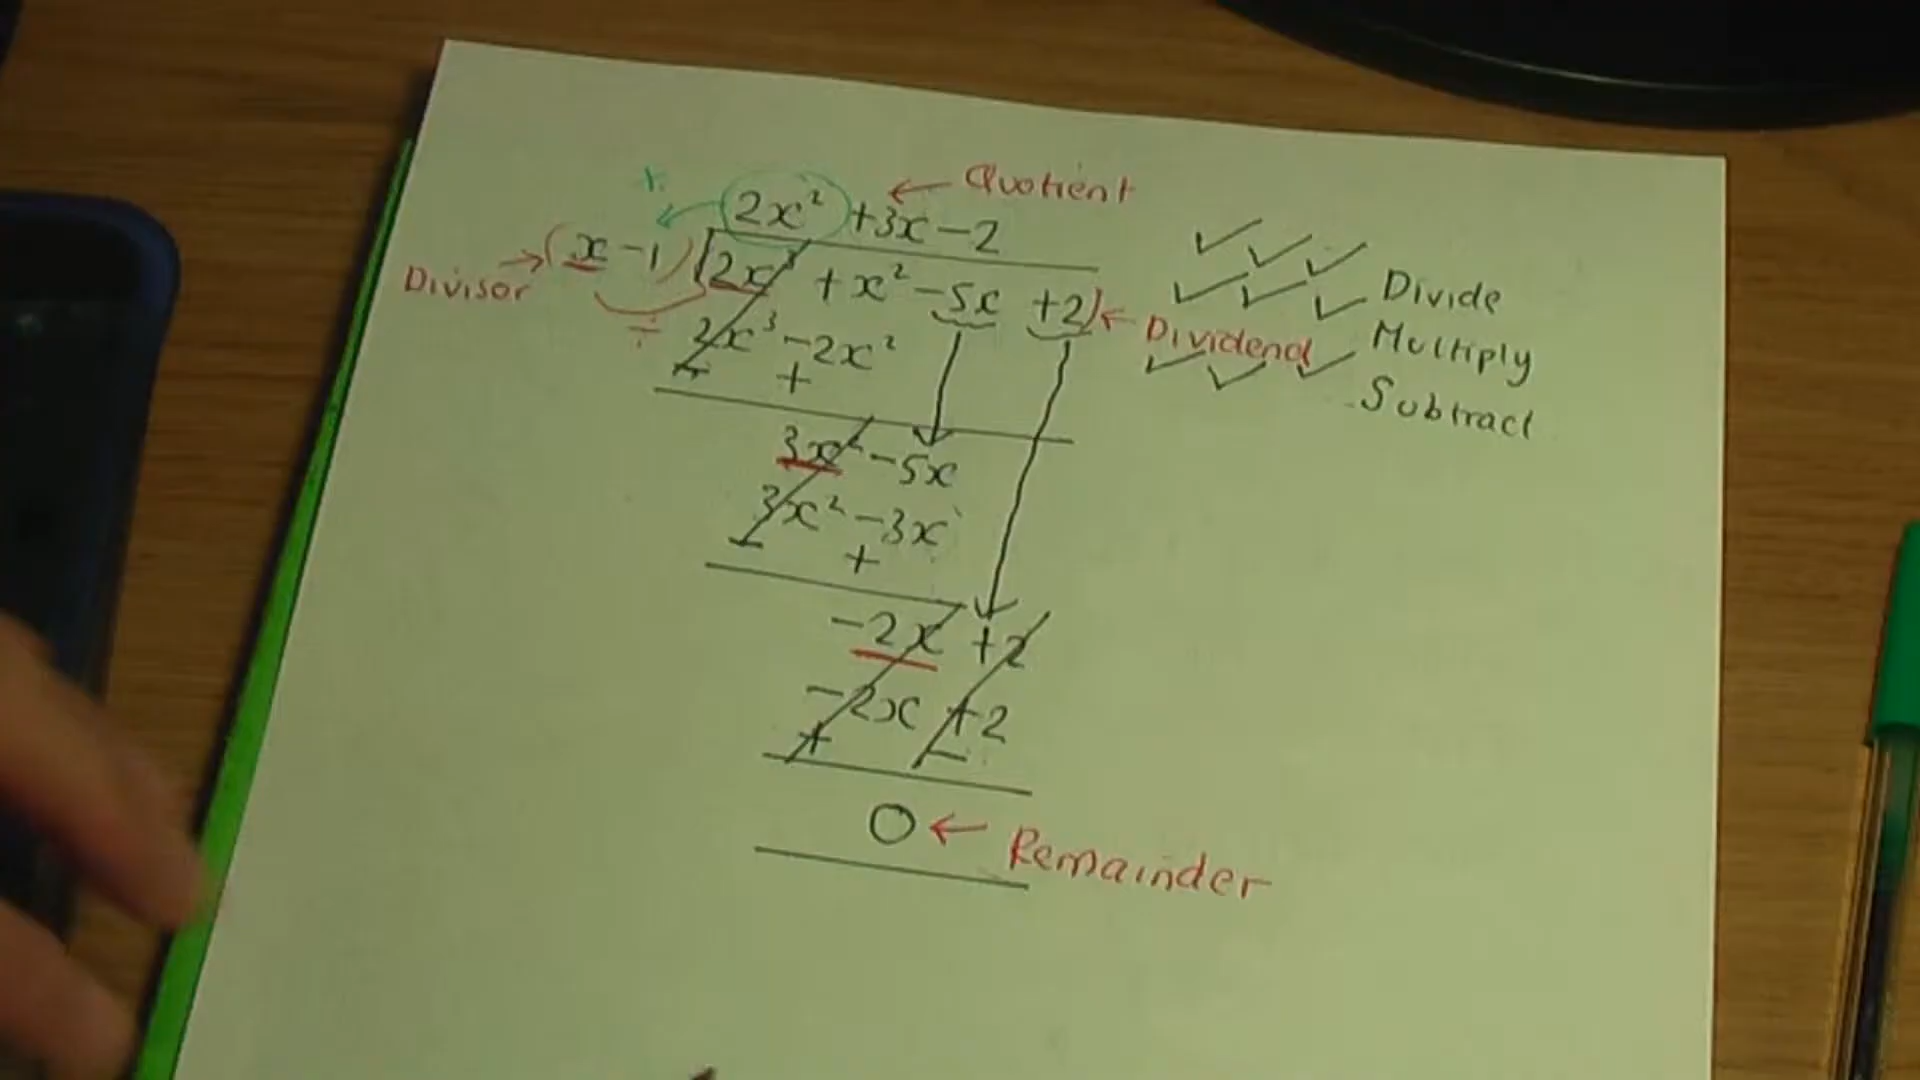 × 2x² + 3x - 2 ← Quotient
Divisor → (x - 1) 2x³ + x² - 5x + 2) ← Dividend
÷ 2x³ - 2x²
- +
3x² - 5x
3x² - 3x
- +
-2x + 2
-2x + 2
+ -
0 ← Remainder
✓ ✓ ✓ Divide
✓ ✓ ✓ Multiply
✓ ✓ ✓ Subtract